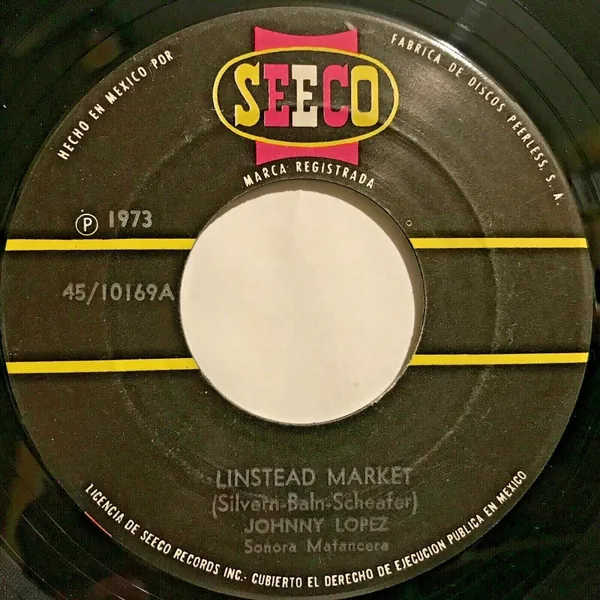 HECHO EN MEXICO POR
FABRICA DE DISCOS PEERLESS, S. A.
SEECO
MARCA REGISTRADA
Ⓟ 1973
45/10169A
LINSTEAD MARKET
(Silvern-Baln-Scheafer)
JOHNNY LOPEZ
Sonora Matancera
LICENCIA DE SEECO RECORDS INC.- CUBIERTO EL DERECHO DE EJECUCION PUBLICA EN MEXICO